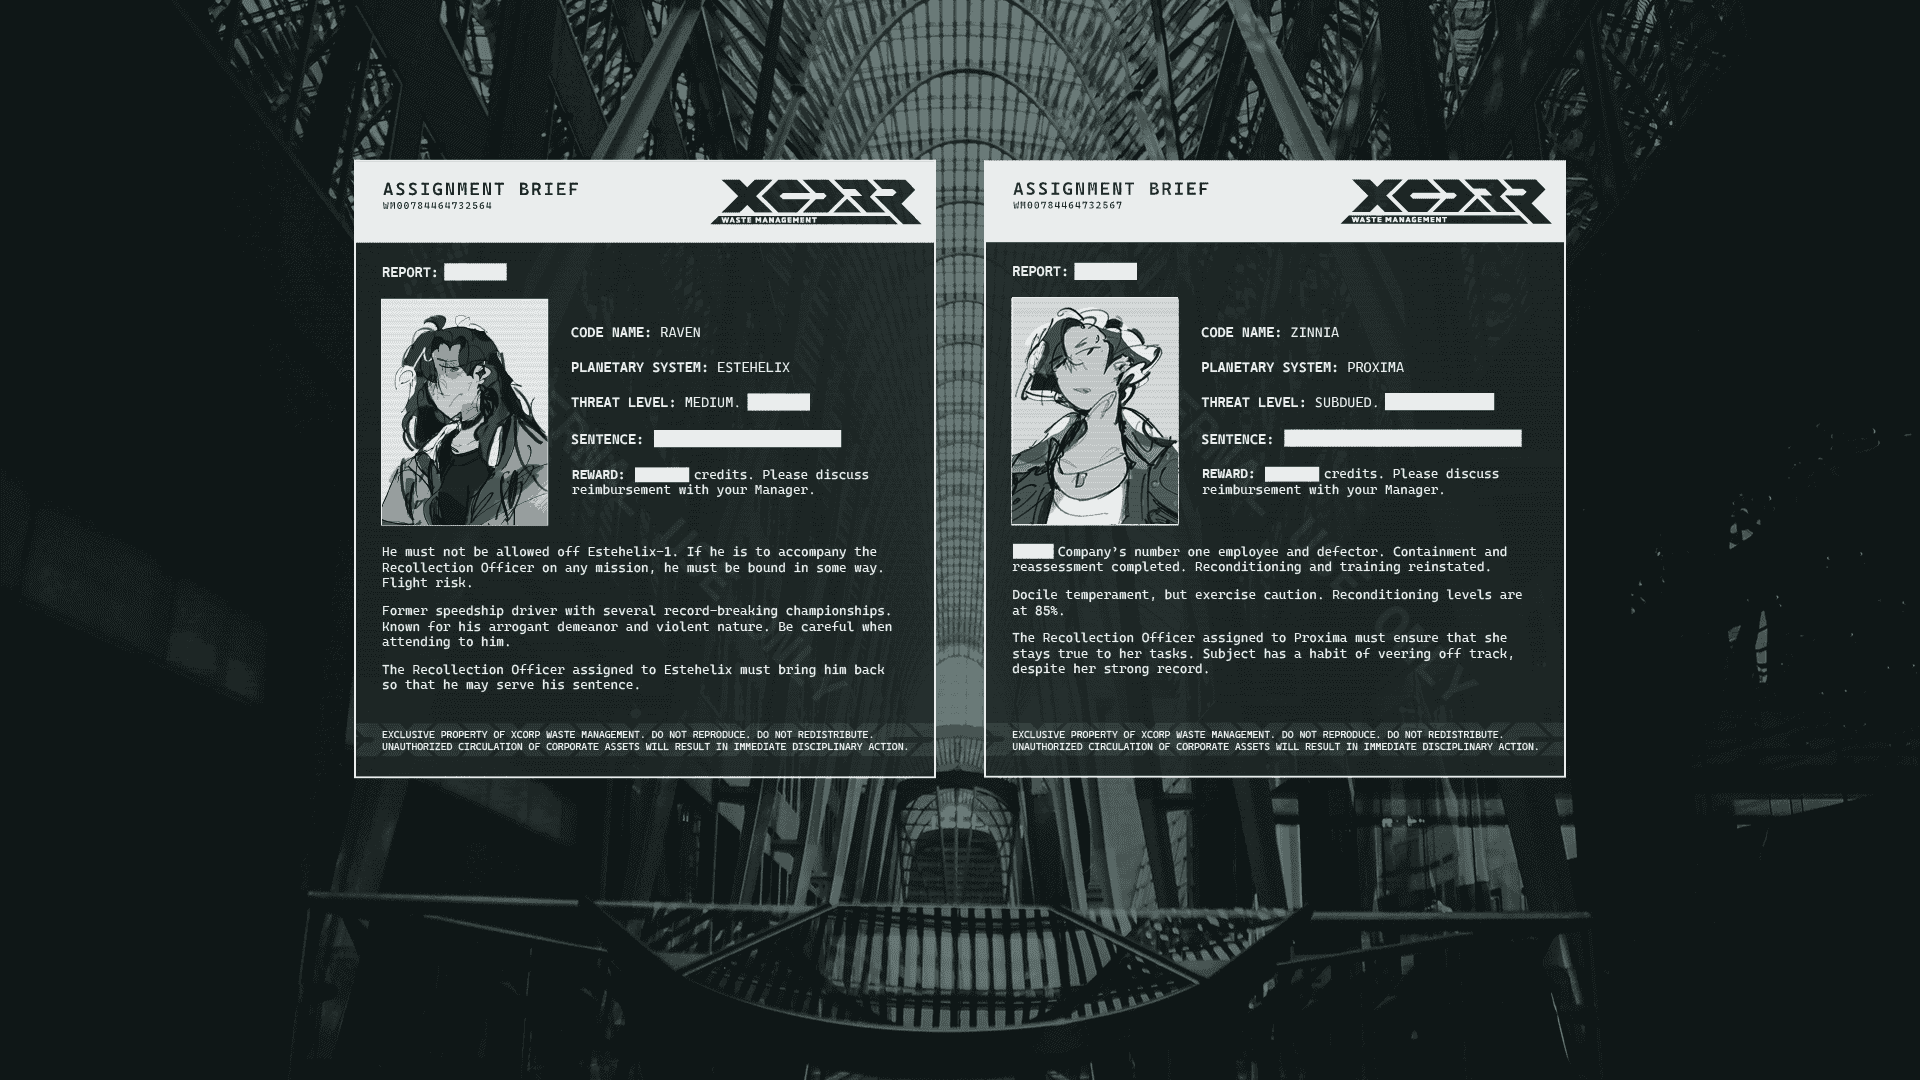 ASSIGNMENT BRIEF
WM00784464732564
XCORP
WASTE MANAGEMENT
REPORT:
CODE NAME: RAVEN
PLANETARY SYSTEM: ESTEHELIX
THREAT LEVEL: MEDIUM.
SENTENCE:
REWARD: credits. Please discuss
reimbursement with your Manager.
He must not be allowed off Estehelix-1. If he is to accompany the
Recollection Officer on any mission, he must be bound in some way.
Flight risk.
Former speedship driver with several record-breaking championships.
Known for his arrogant demeanor and violent nature. Be careful when
attending to him.
The Recollection Officer assigned to Estehelix must bring him back
so that he may serve his sentence.
EXCLUSIVE PROPERTY OF XCORP WASTE MANAGEMENT. DO NOT REPRODUCE. DO NOT REDISTRIBUTE.
UNAUTHORIZED CIRCULATION OF CORPORATE ASSETS WILL RESULT IN IMMEDIATE DISCIPLINARY ACTION.
ASSIGNMENT BRIEF
WM00784464732567
XCORP
WASTE MANAGEMENT
REPORT:
CODE NAME: ZINNIA
PLANETARY SYSTEM: PROXIMA
THREAT LEVEL: SUBDUED.
SENTENCE:
REWARD: credits. Please discuss
reimbursement with your Manager.
Company's number one employee and defector. Containment and
reassessment completed. Reconditioning and training reinstated.
Docile temperament, but exercise caution. Reconditioning levels are
at 85%.
The Recollection Officer assigned to Proxima must ensure that she
stays true to her tasks. Subject has a habit of veering off track,
despite her strong record.
EXCLUSIVE PROPERTY OF XCORP WASTE MANAGEMENT. DO NOT REPRODUCE. DO NOT REDISTRIBUTE.
UNAUTHORIZED CIRCULATION OF CORPORATE ASSETS WILL RESULT IN IMMEDIATE DISCIPLINARY ACTION.